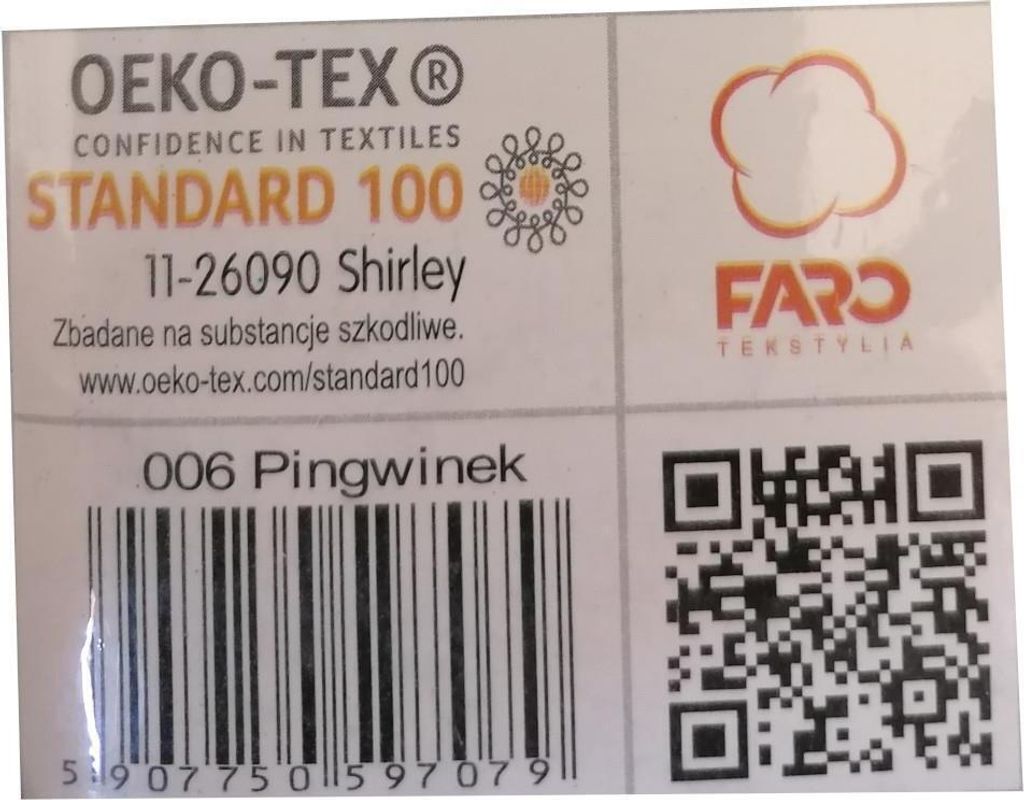 OEKO-TEX®
CONFIDENCE IN TEXTILES
STANDARD 100
11-26090 Shirley
Zbadane na substancje szkodliwe.
www.oeko-tex.com/standard100
FARO
TEKSTYLIA
006 Pingwinek
5 907750 597079